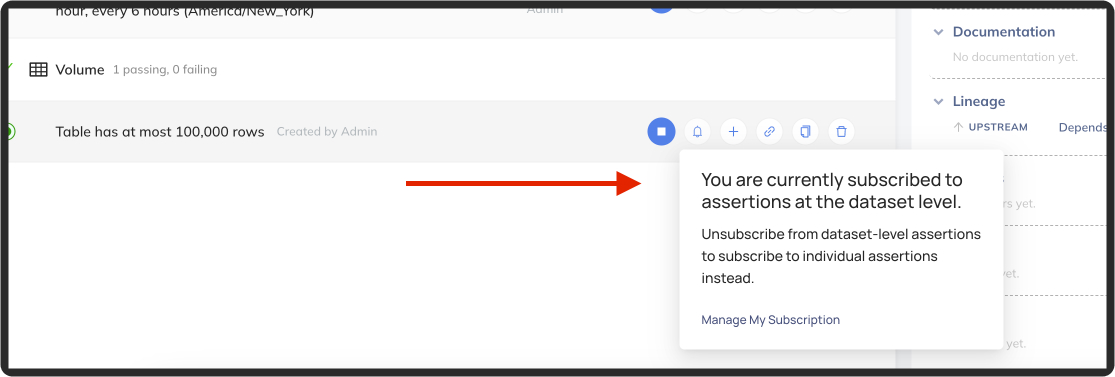 hour, every 6 hours (America/New_York)
Admin
Volume 1 passing, 0 failing
Table has at most 100,000 rows Created by Admin
You are currently subscribed to
assertions at the dataset level.
Unsubscribe from dataset-level assertions
to subscribe to individual assertions
instead.
Manage My Subscription
Documentation
No documentation yet.
Lineage
UPSTREAM Depends
yet.
yet.
yet.